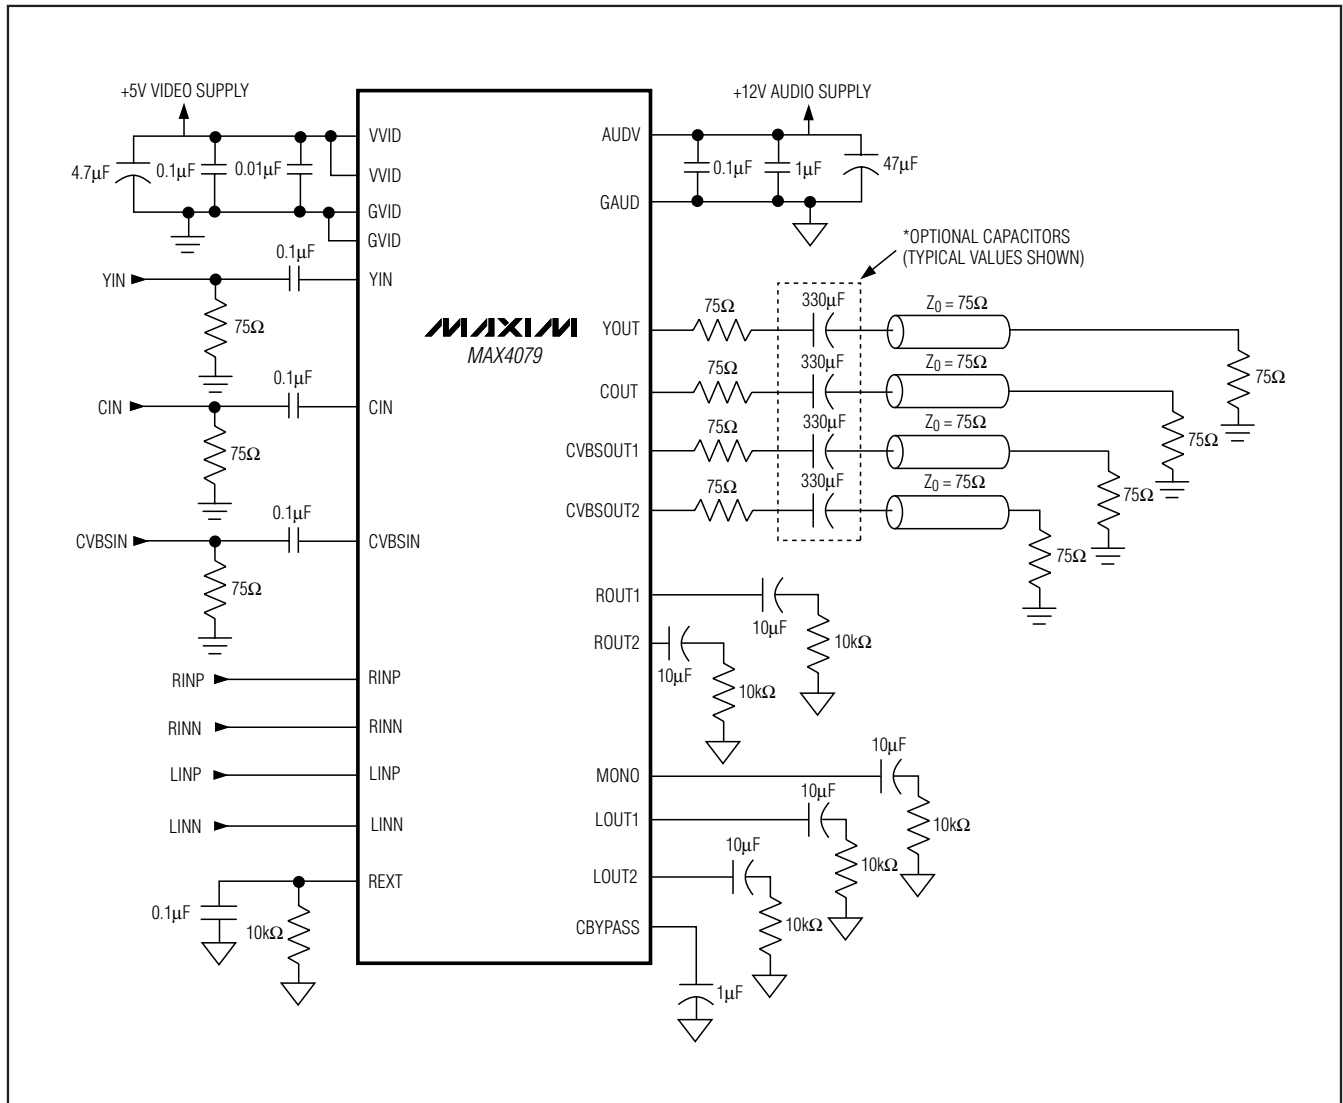 +5V VIDEO SUPPLY
4.7µF
0.1µF
0.01µF
VVID
VVID
GVID
GVID
YIN
0.1µF
YIN
75Ω
CIN
0.1µF
CIN
75Ω
CVBSIN
0.1µF
CVBSIN
75Ω
RINP
RINP
RINN
RINN
LINP
LINP
LINN
LINN
REXT
0.1µF
10kΩ
MAXIM
MAX4079
+12V AUDIO SUPPLY
AUDV
0.1µF
1µF
47µF
GAUD
*OPTIONAL CAPACITORS
(TYPICAL VALUES SHOWN)
YOUT
75Ω
330µF
Z0 = 75Ω
75Ω
COUT
75Ω
330µF
Z0 = 75Ω
75Ω
CVBSOUT1
75Ω
330µF
Z0 = 75Ω
75Ω
CVBSOUT2
75Ω
330µF
Z0 = 75Ω
75Ω
ROUT1
10µF
10kΩ
ROUT2
10µF
10kΩ
MONO
10µF
10kΩ
LOUT1
10µF
10kΩ
LOUT2
10µF
10kΩ
CBYPASS
1µF